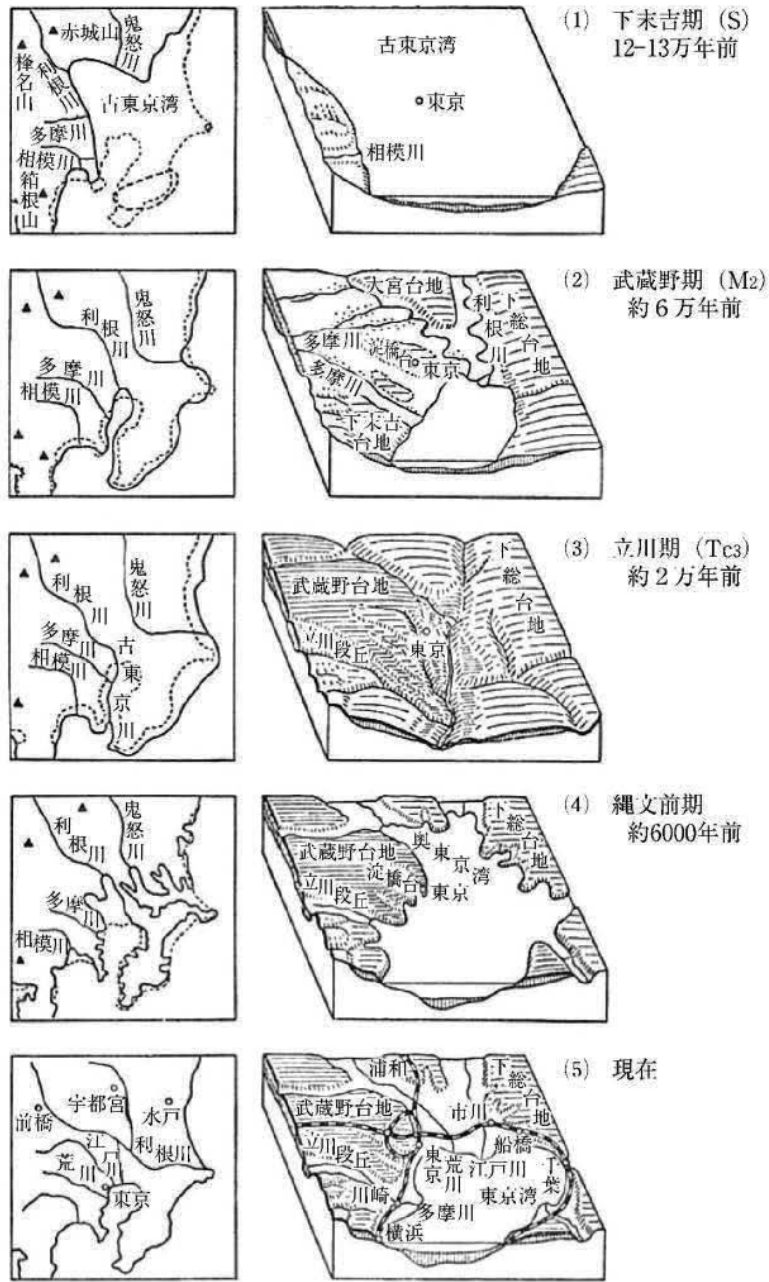 (1) 下末吉期 (S)
12-13万年前
赤城山
鬼怒川
榛名山
利根川
古東京湾
多摩川
相模川
箱根山
古東京湾
東京
相模川
(2) 武蔵野期 (M2)
約6万年前
鬼怒川
利根川
多摩川
相模川
大宮台地
利根川
下総台地
多摩川
淀橋台
東京
多摩川
下末吉台地
(3) 立川期 (Tc3)
約2万年前
鬼怒川
利根川
多摩川
相模川
古東京川
下総台地
武蔵野台地
立川段丘
東京
(4) 縄文前期
約6000年前
鬼怒川
利根川
多摩川
相模川
下総台地
奥東京湾
武蔵野台地
淀橋台
立川段丘
東京
(5) 現在
宇都宮
水戸
前橋
利根川
江戸川
荒川
東京
浦和
下総台地
武蔵野台地
市川
立川段丘
船橋
東京
荒川
江戸川
千葉
川崎
東京湾
多摩川
横浜